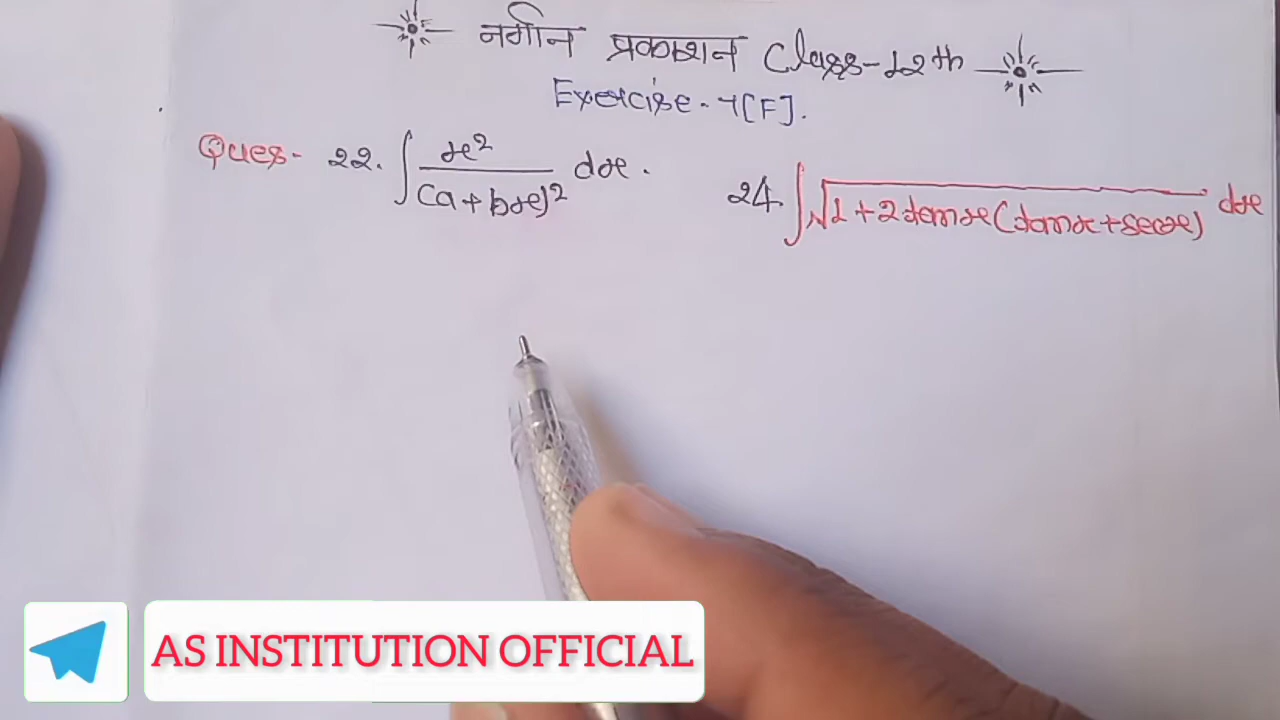 नगीन प्रकाशन Class-12th
Exercise-7[F].
Ques- 22. ∫ x²/(a+bx)² dx.
24. ∫ √1+2tanx(tanx+secx) dx
AS INSTITUTION OFFICIAL